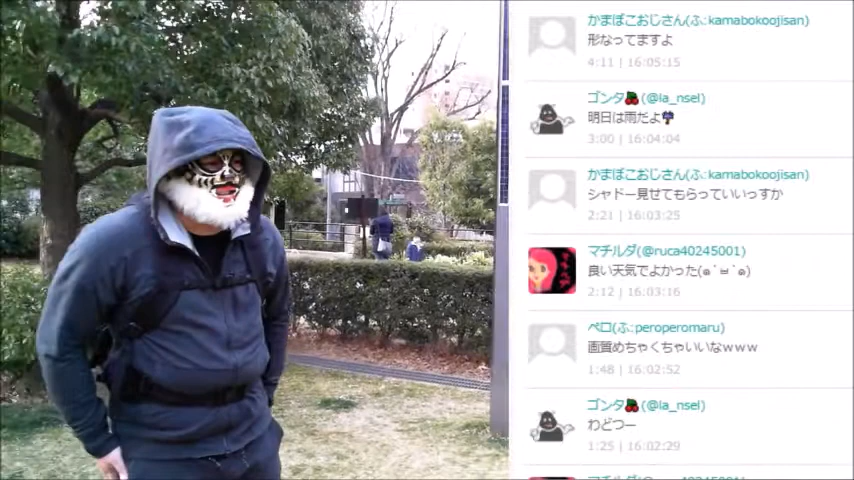 かまぼこおじさん(ふ:kamabokoojisan)
形なってますよ
4:11 | 16:05:15
ゴンタ🍒(@la_nsel)
明日は雨だよ☔
3:00 | 16:04:04
かまぼこおじさん(ふ:kamabokoojisan)
シャドー見せてもらっていいっすか
2:21 | 16:03:25
マチルダ(@ruca40245001)
良い天気でよかった(๑˙ω˙๑)
2:12 | 16:03:16
ペロ(ふ:peroperomaru)
画質めちゃくちゃいいなｗｗｗ
1:48 | 16:02:52
ゴンタ🍒(@la_nsel)
わどつー
1:25 | 16:02:29